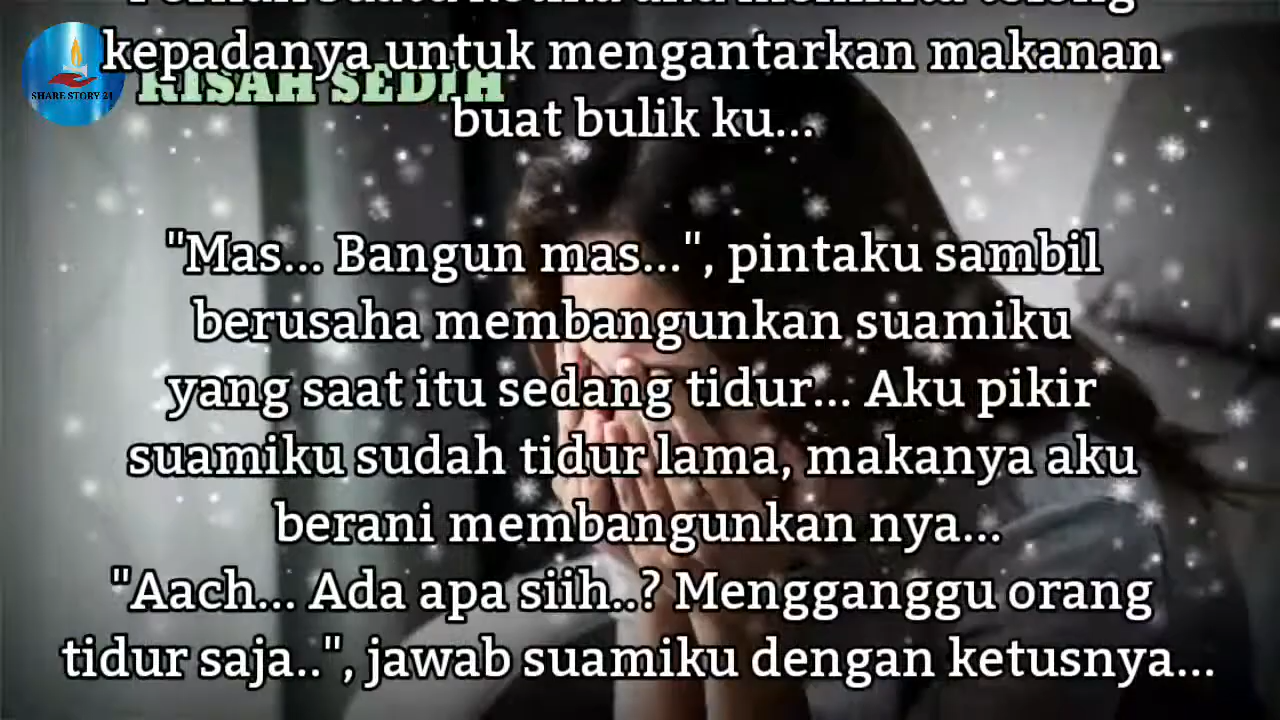 kepadanya untuk mengantarkan makanan
buat bulik ku...
KISAH SEDIH
SHARE STORY 21
"Mas... Bangun mas...", pintaku sambil
berusaha membangunkan suamiku
yang saat itu sedang tidur... Aku pikir
suamiku sudah tidur lama, makanya aku
berani membangunkan nya...
"Aach... Ada apa siih..? Mengganggu orang
tidur saja..", jawab suamiku dengan ketusnya...